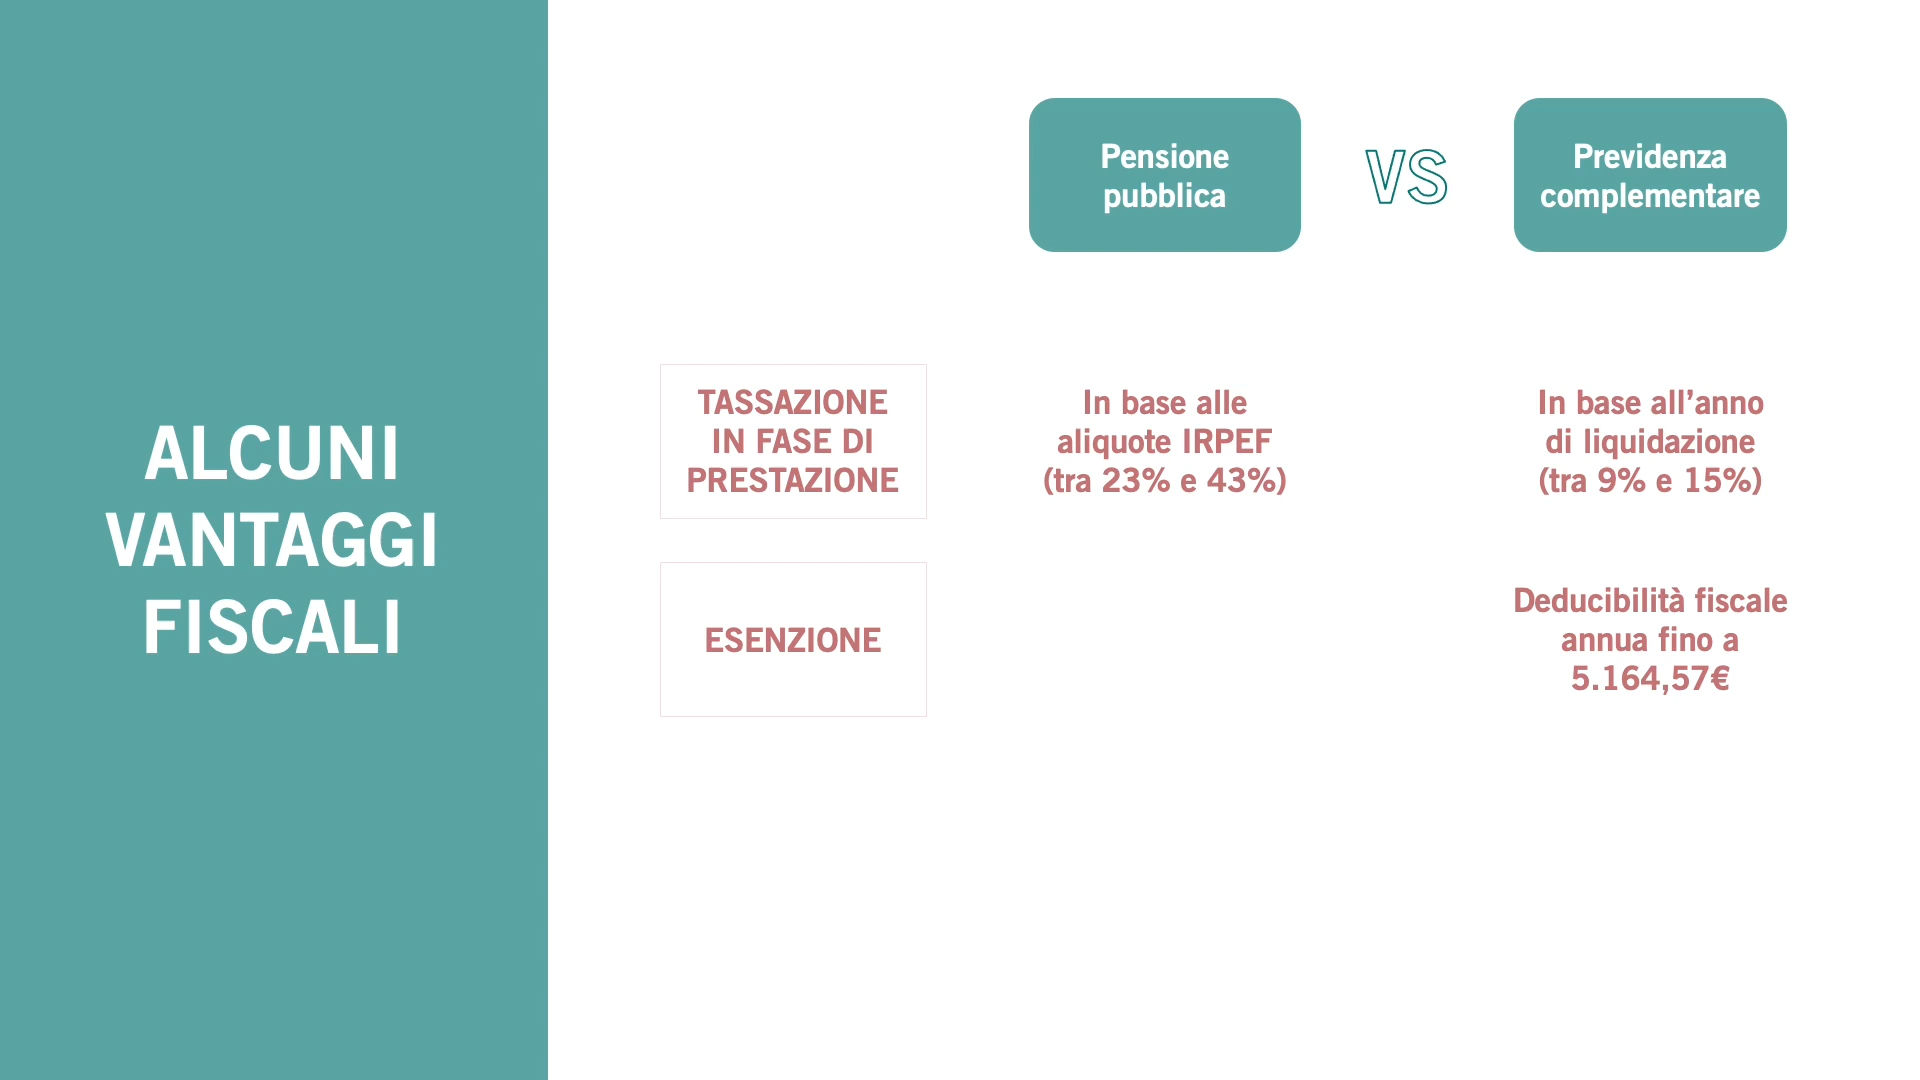 ALCUNI
VANTAGGI
FISCALI
Pensione
pubblica
VS
Previdenza
complementare
TASSAZIONE
IN FASE DI
PRESTAZIONE
In base alle
aliquote IRPEF
(tra 23% e 43%)
In base all’anno
di liquidazione
(tra 9% e 15%)
ESENZIONE
Deducibilità fiscale
annua fino a
5.164,57€